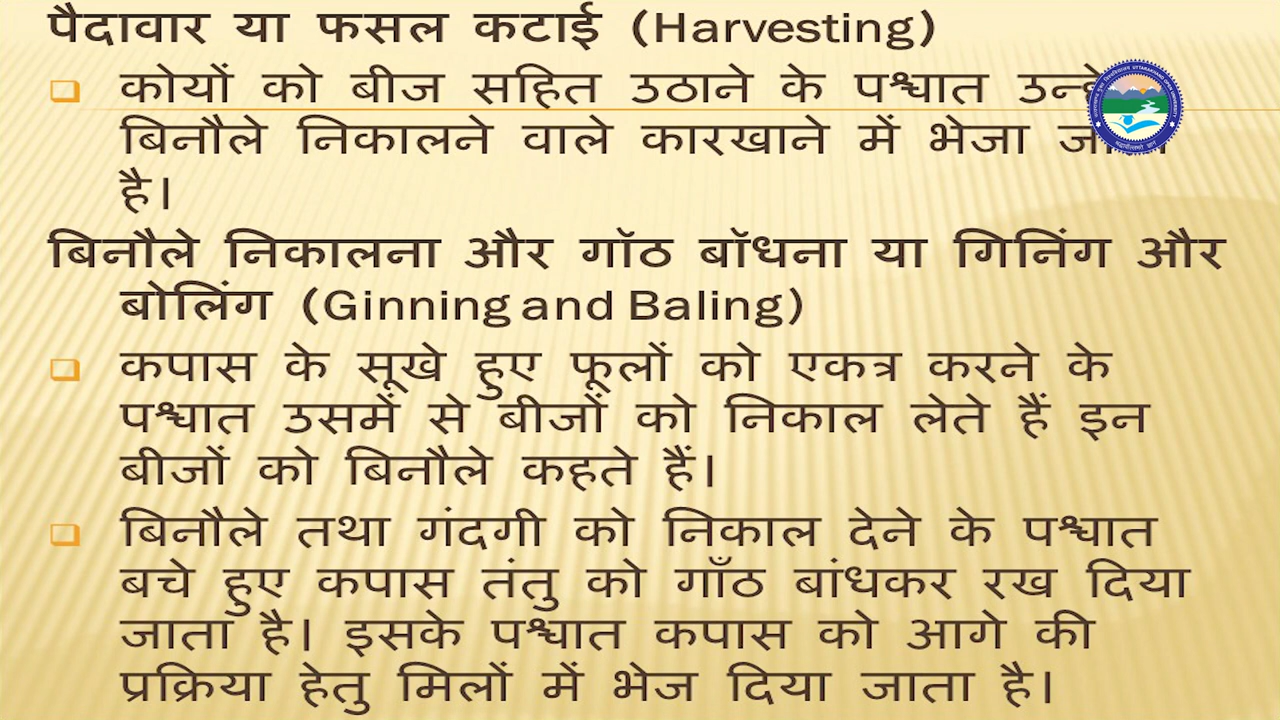 पैदावार या फसल कटाई (Harvesting)
कोयों को बीज सहित उठाने के पश्चात
बिनौले निकालने वाले कारखाने में भेजा
है।
बिनौले निकालना और गॉठ बॉधना या गिनिंग और
बोलिंग (Ginning and Baling)
कपास के सूखे हुए फूलों को एकत्र करने के
पश्चात उसमें से बीजों को निकाल लेते हैं इन
बीजों को बिनौले कहते हैं।
बिनौले तथा गंदगी को निकाल देने के पश्चात
बचे हुए कपास तंतु को गाँठ बांधकर रख दिया
जाता है। इसके पश्चात कपास को आगे की
प्रक्रिया हेतु मिलों में भेज दिया जाता है।